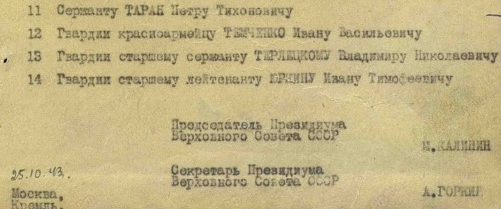 11 Сержанту ТАРАН Петру Тихоновичу
12 Гвардии красноармейцу ТЕМЧЕНКО Ивану Васильевичу
13 Гвардии старшему сержанту ТЕРЛЕЦКОМУ Владимиру Николаевичу
14 Гвардии старшему лейтенанту ЮРКИНУ Ивану Тимофеевичу
Председатель Президиума
Верховного Совета СССР
М.КАЛИНИН
Секретарь Президиума
Верховного Совета СССР
А.ГОРКИН
25.10.43.
Москва,
Кремль.